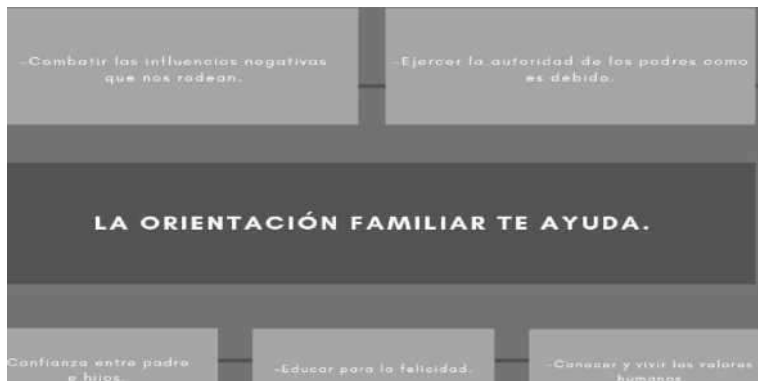 -Combatir las influencias negativas
que nos rodean.
-Ejercer la autoridad de los padres como
es debido.
LA ORIENTACIÓN FAMILIAR TE AYUDA.
Confianza entre padre
e hijos.
-Educar para la felicidad.
-Conocer y vivir los valores
humanos